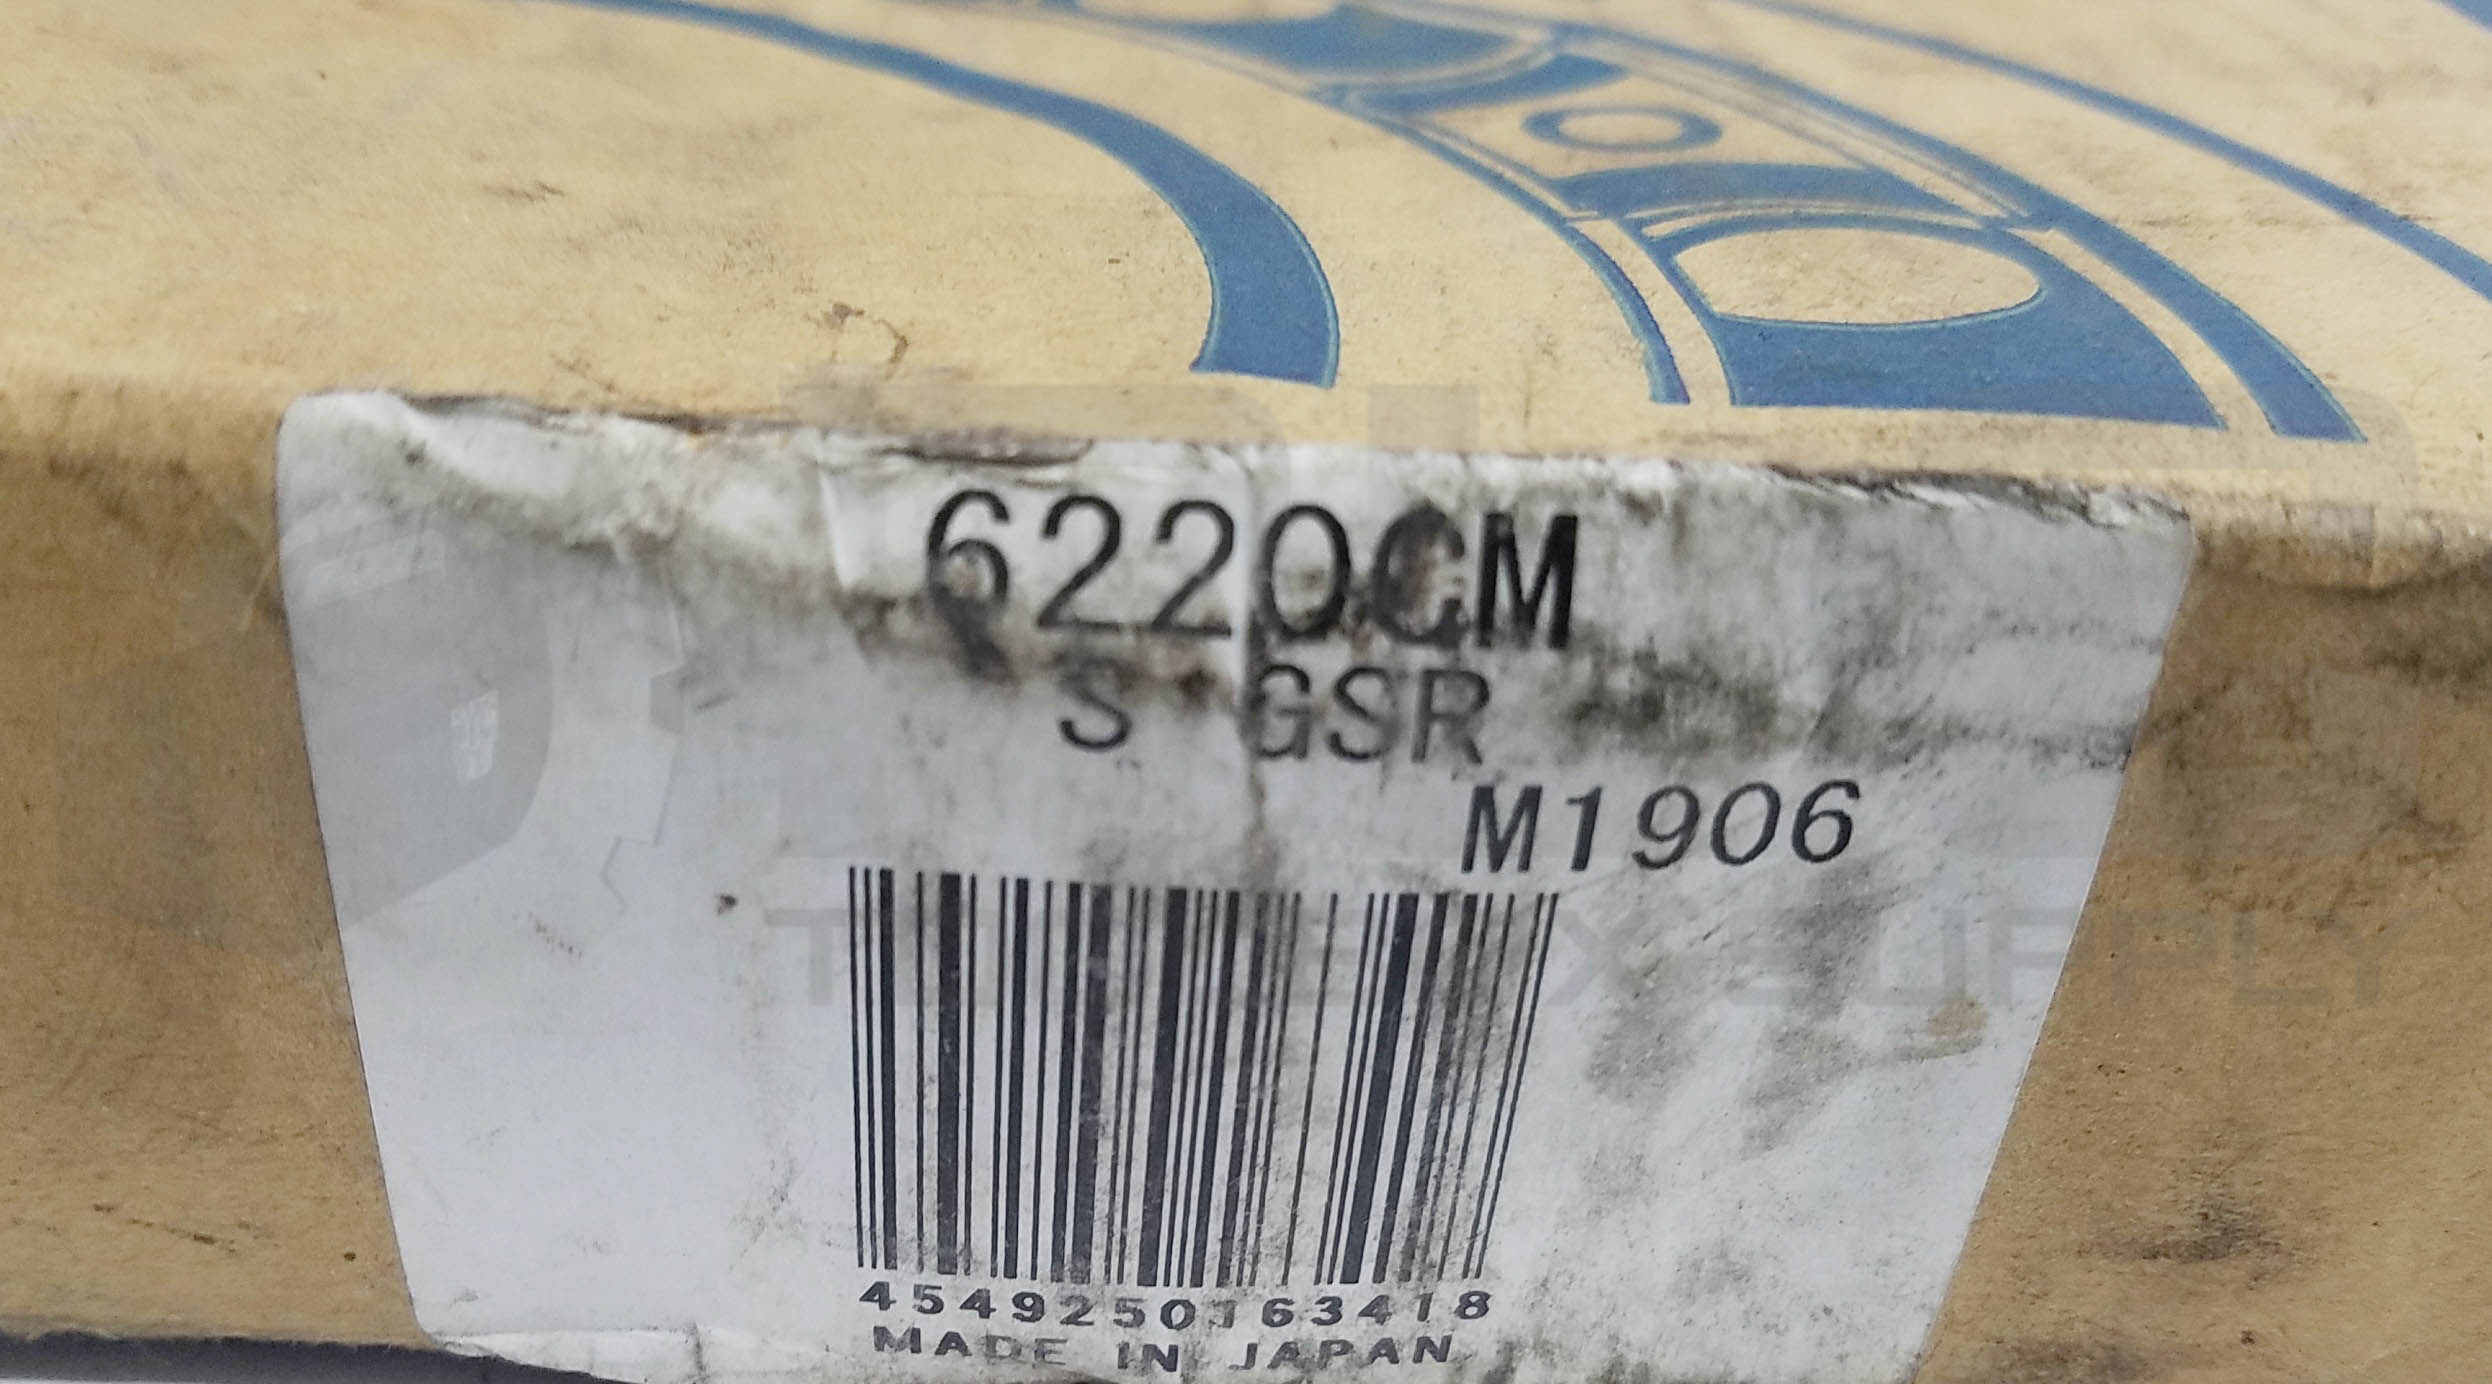 6220CM
S GSR
M1906
4549250163418
MADE IN JAPAN